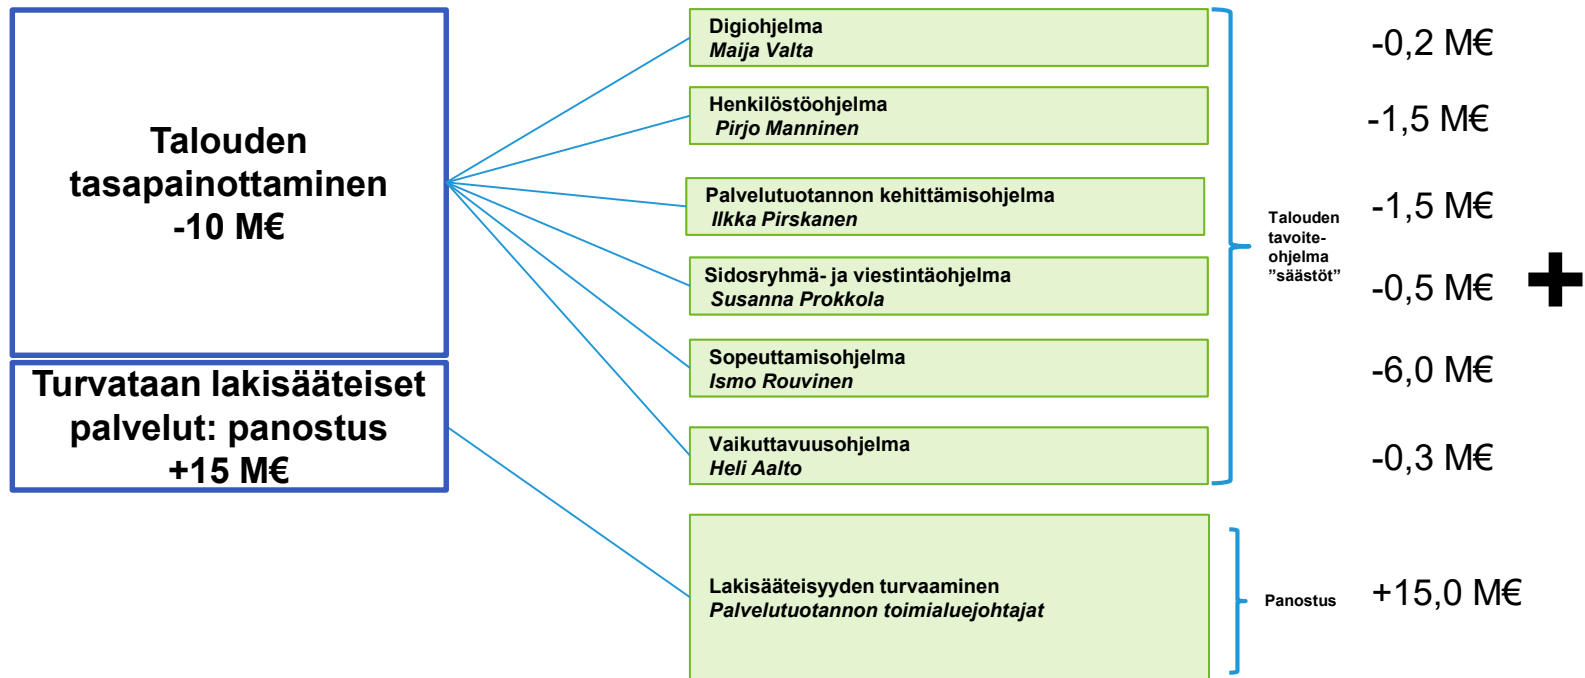 Talouden
tasapainottaminen
-10 M€
Turvataan lakisääteiset
palvelut: panostus
+15 M€
Digiohjelma
Maija Valta
-0,2 M€
Henkilöstöohjelma
Pirjo Manninen
-1,5 M€
Palvelutuotannon kehittämisohjelma
Ilkka Pirskanen
-1,5 M€
Sidosryhmä- ja viestintäohjelma
Susanna Prokkola
-0,5 M€
Sopeuttamisohjelma
Ismo Rouvinen
-6,0 M€
Vaikuttavuusohjelma
Heli Aalto
-0,3 M€
Talouden
tavoite-
ohjelma
”säästöt”
+
Lakisääteisyyden turvaaminen
Palvelutuotannon toimialuejohtajat
Panostus
+15,0 M€